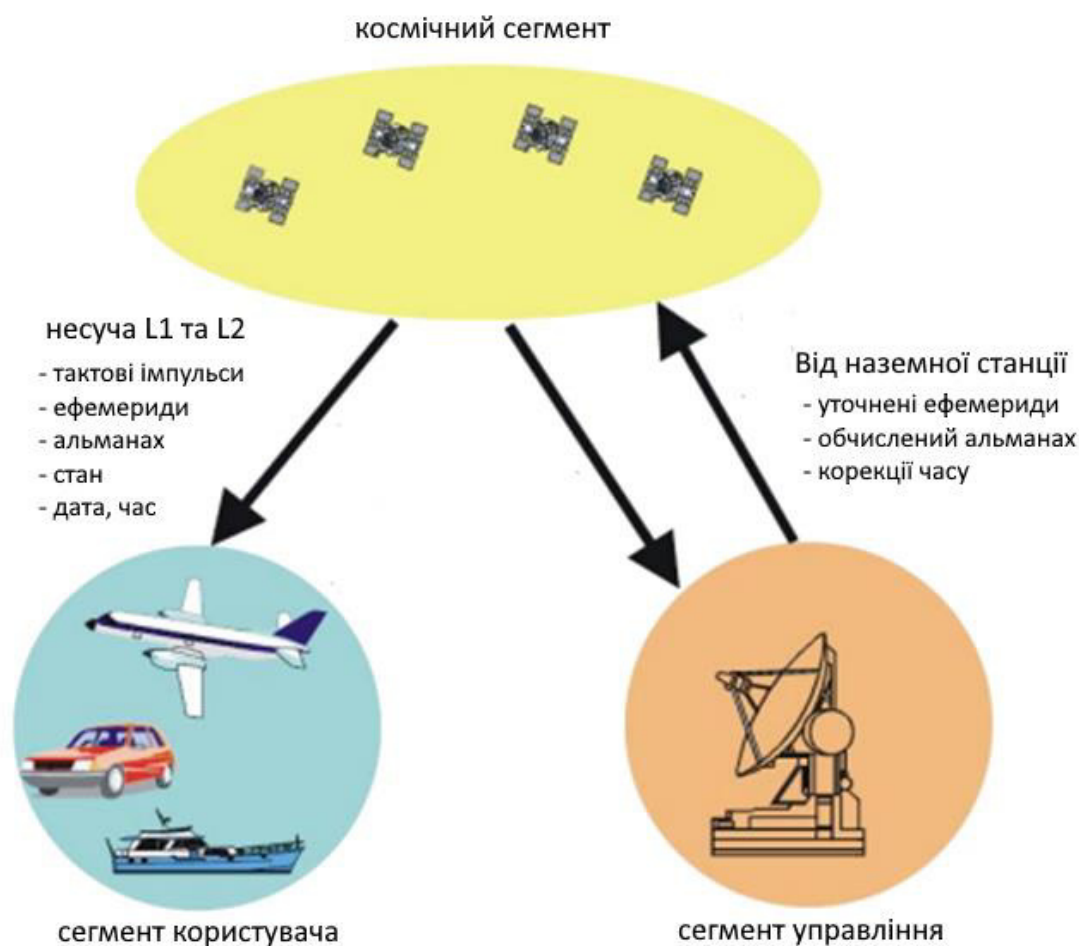 космічний сегмент
несуча L1 та L2
- тактові імпульси
- ефемериди
- альманах
- стан
- дата, час
Від наземної станції
- уточнені ефемериди
- обчислений альманах
- корекції часу
сегмент користувача
сегмент управління